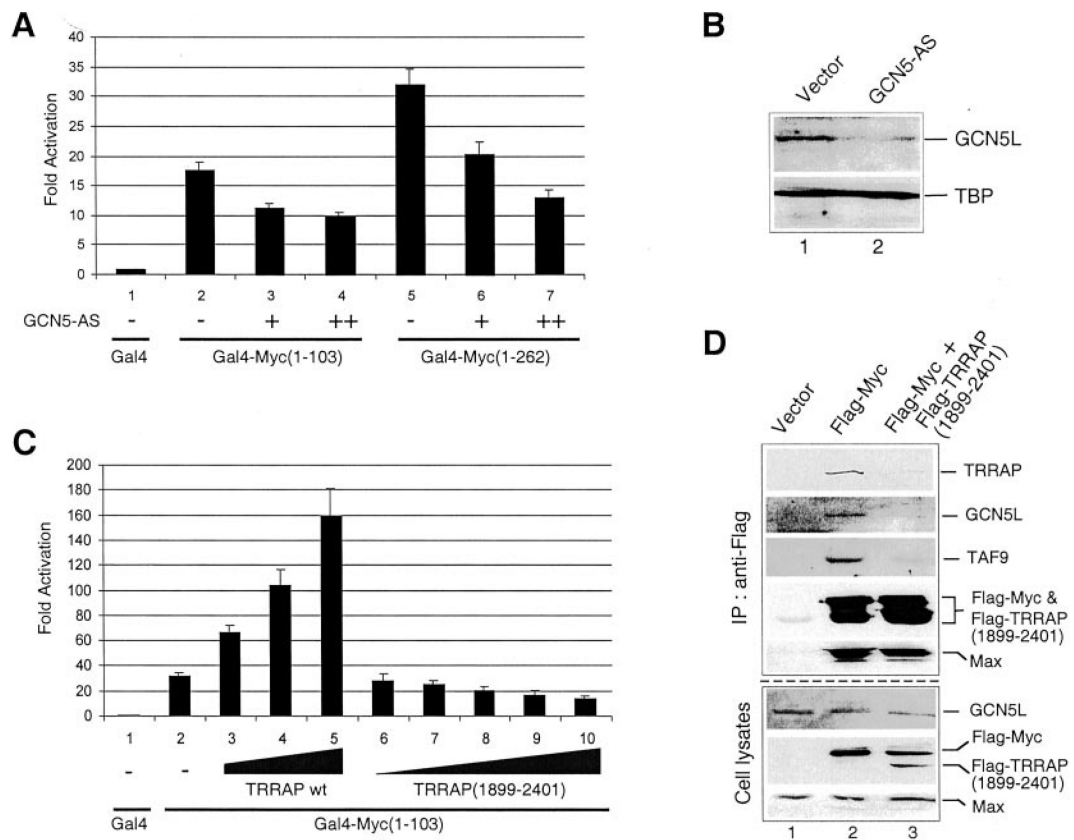 A
40
35
30
25
20
15
10
5
0
Fold Activation
1 2 3 4 5 6 7
GCN5-AS - - + ++ - + ++
Gal4 Gal4-Myc(1-103) Gal4-Myc(1-262)
B
Vector GCN5-AS
GCN5L
TBP
1 2
C
200
180
160
140
120
100
80
60
40
20
0
Fold Activation
1 2 3 4 5 6 7 8 9 10
- -
TRRAP wt TRRAP(1899-2401)
Gal4 Gal4-Myc(1-103)
D
Vector
Flag-Myc
Flag-Myc +
Flag-TRRAP
(1899-2401)
IP : anti-Flag
TRRAP
GCN5L
TAF9
Flag-Myc &
Flag-TRRAP
(1899-2401)
Max
Cell lysates
GCN5L
Flag-Myc
Flag-TRRAP
(1899-2401)
Max
1 2 3